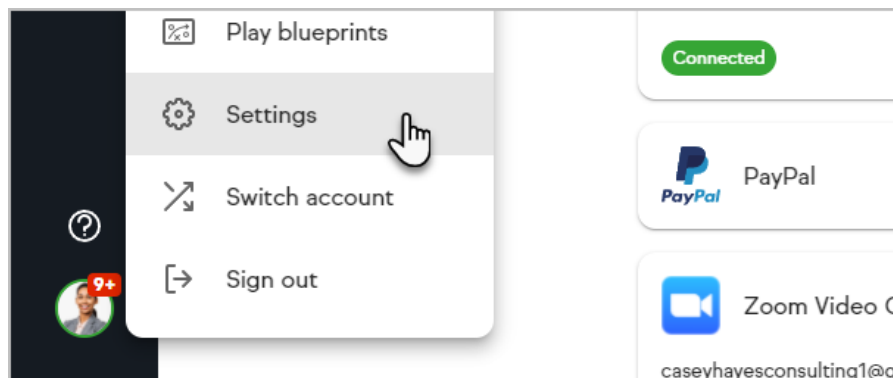 Play blueprints
Settings
Switch account
Sign out
9+
Connected
PayPal
PayPal
Zoom Video
caseyhayesconsulting1@